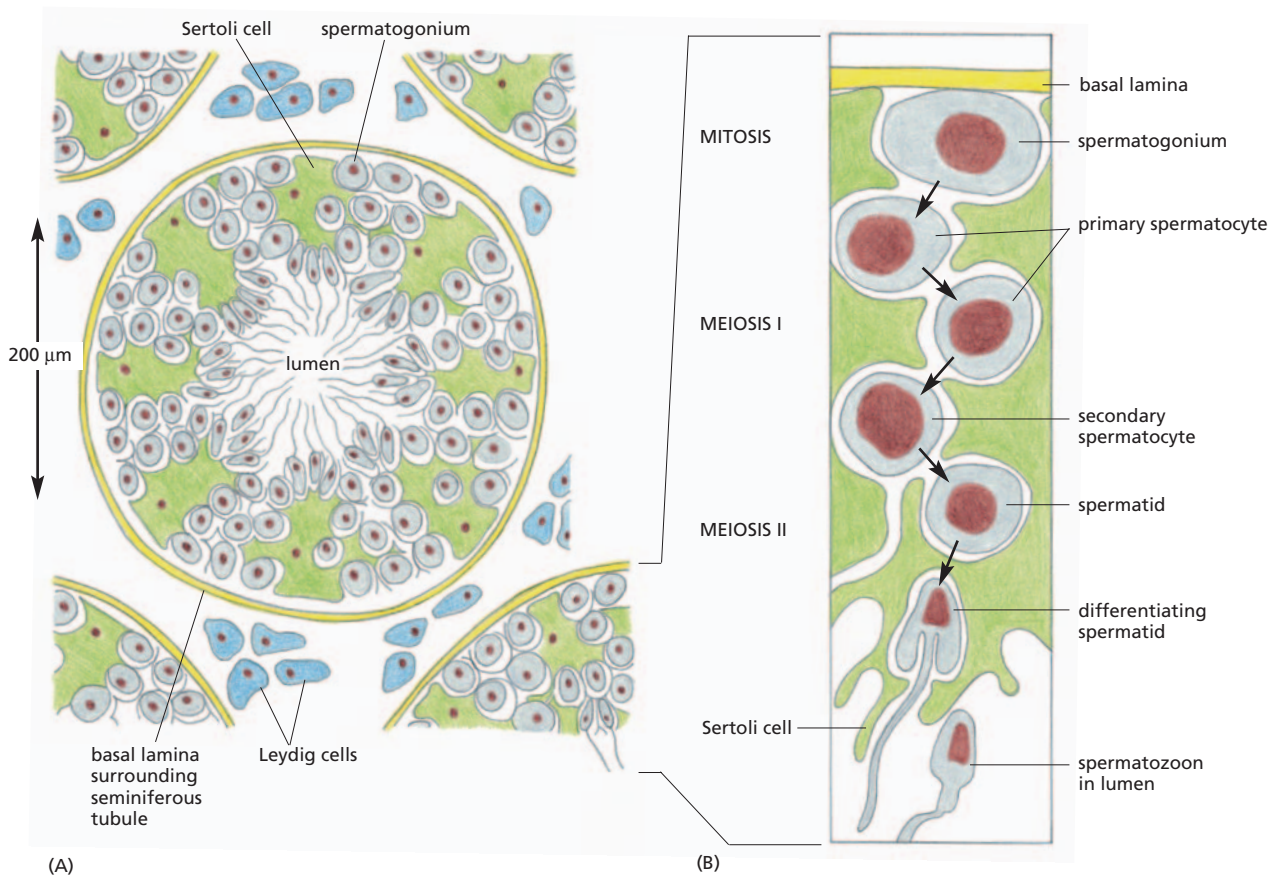 Sertoli cell
spermatogonium
200 μm
lumen
basal lamina
surrounding
seminiferous
tubule
Leydig cells
(A)
MITOSIS
MEIOSIS I
MEIOSIS II
basal lamina
spermatogonium
primary spermatocyte
secondary
spermatocyte
spermatid
differentiating
spermatid
Sertoli cell
spermatozoon
in lumen
(B)